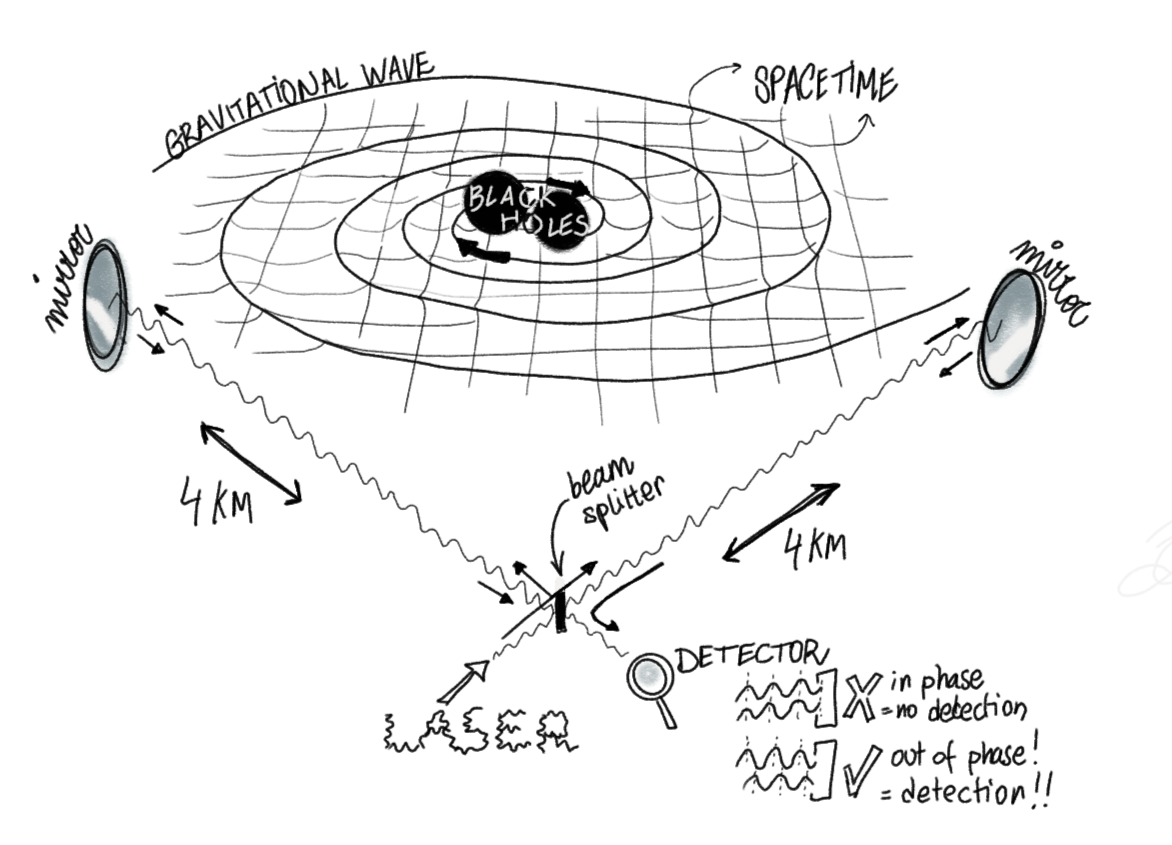 GRAVITATIONAL WAVE
SPACETIME
BLACK
HOLES
mirror
mirror
4 KM
beam
splitter
4 KM
LASER
DETECTOR
in phase
= no detection
out of phase!
= detection!!